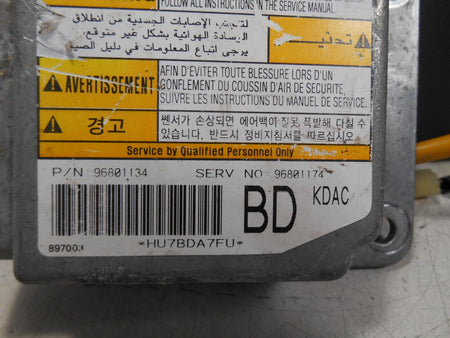 FOLLOW ALL INSTRUCTIONS IN THE SERVICE MANUAL.
تحذير
لتجنب الإصابات الجسدية من انطلاق
الوسادة الهوائية بشكل غير متوقع
يرجى اتباع المعلومات في دليل الصيـ
AVERTISSEMENT
AFIN D'EVITER TOUTE BLESSURE LORS D'UN
GONFLEMENT DU COUSSIN D'AIR DE SECURITE,
SUIVRE LES INSTRUCTIONS DU MANUEL DE SERVICE.
경고
쎈서가 손상되면 에어백이 잘못 폭발해 다칠 수
있습니다. 반드시 정비지침서를 따르십시오.
Service by Qualified Personnel Only
P/N: 96801134 SERV NO: 96801174
BD KDAC
*HU7BDA7FU*
897003